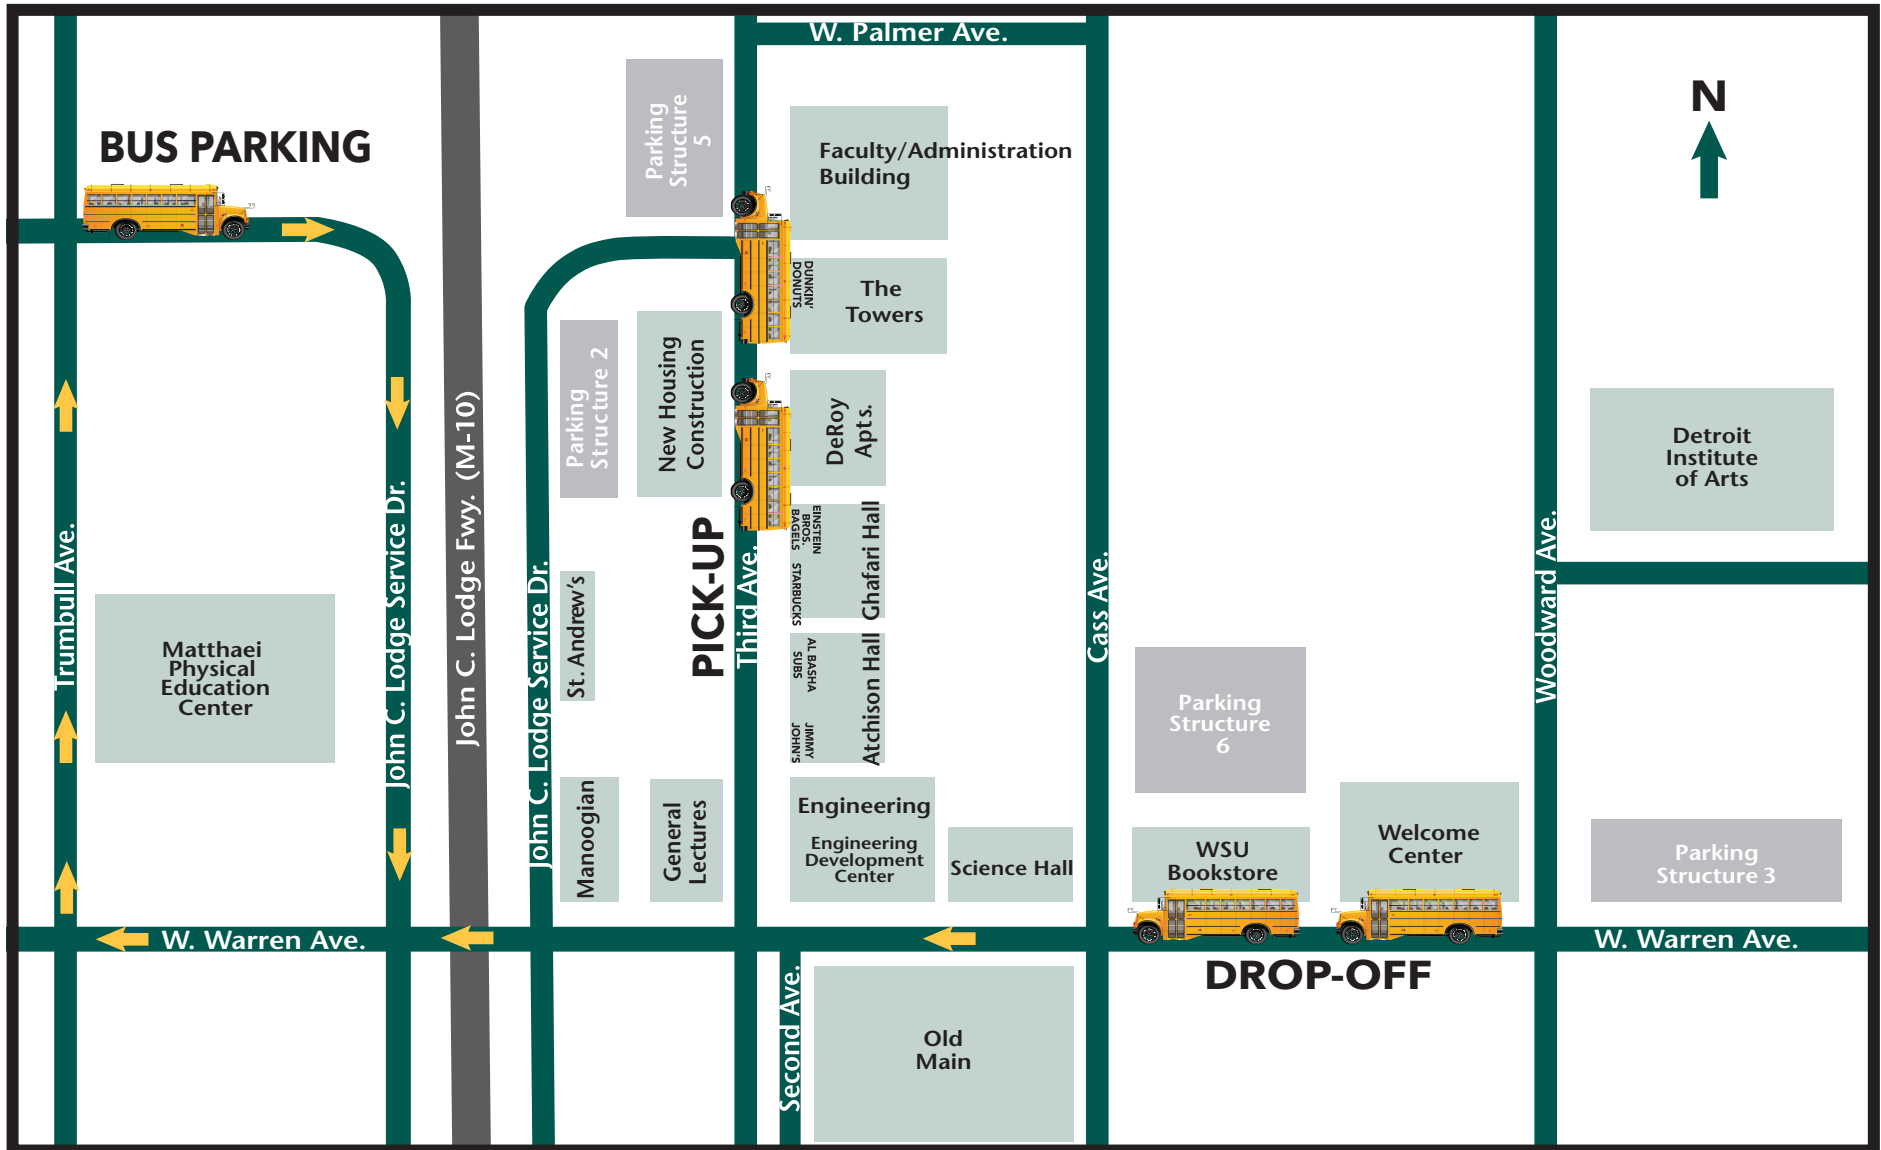 W. Palmer Ave.
N
BUS PARKING
Parking
Structure
5
Faculty/Administration
Building
DUNKIN'
DONUTS
The
Towers
Parking
Structure 2
New Housing
Construction
DeRoy
Apts.
Detroit
Institute
of Arts
Trumbull Ave.
John C. Lodge Service Dr.
John C. Lodge Fwy. (M-10)
John C. Lodge Service Dr.
PICK-UP
Third Ave.
EINSTEIN
BROS.
BAGELS
STARBUCKS
Ghafari Hall
Cass Ave.
Woodward Ave.
Matthaei
Physical
Education
Center
St. Andrew's
AL BASHA
SUBS
JIMMY
JOHN'S
Atchison Hall
Parking
Structure
6
Manoogian
General
Lectures
Engineering
Engineering
Development
Center
Science Hall
WSU
Bookstore
Welcome
Center
Parking
Structure 3
W. Warren Ave.
W. Warren Ave.
DROP-OFF
Second Ave.
Old
Main